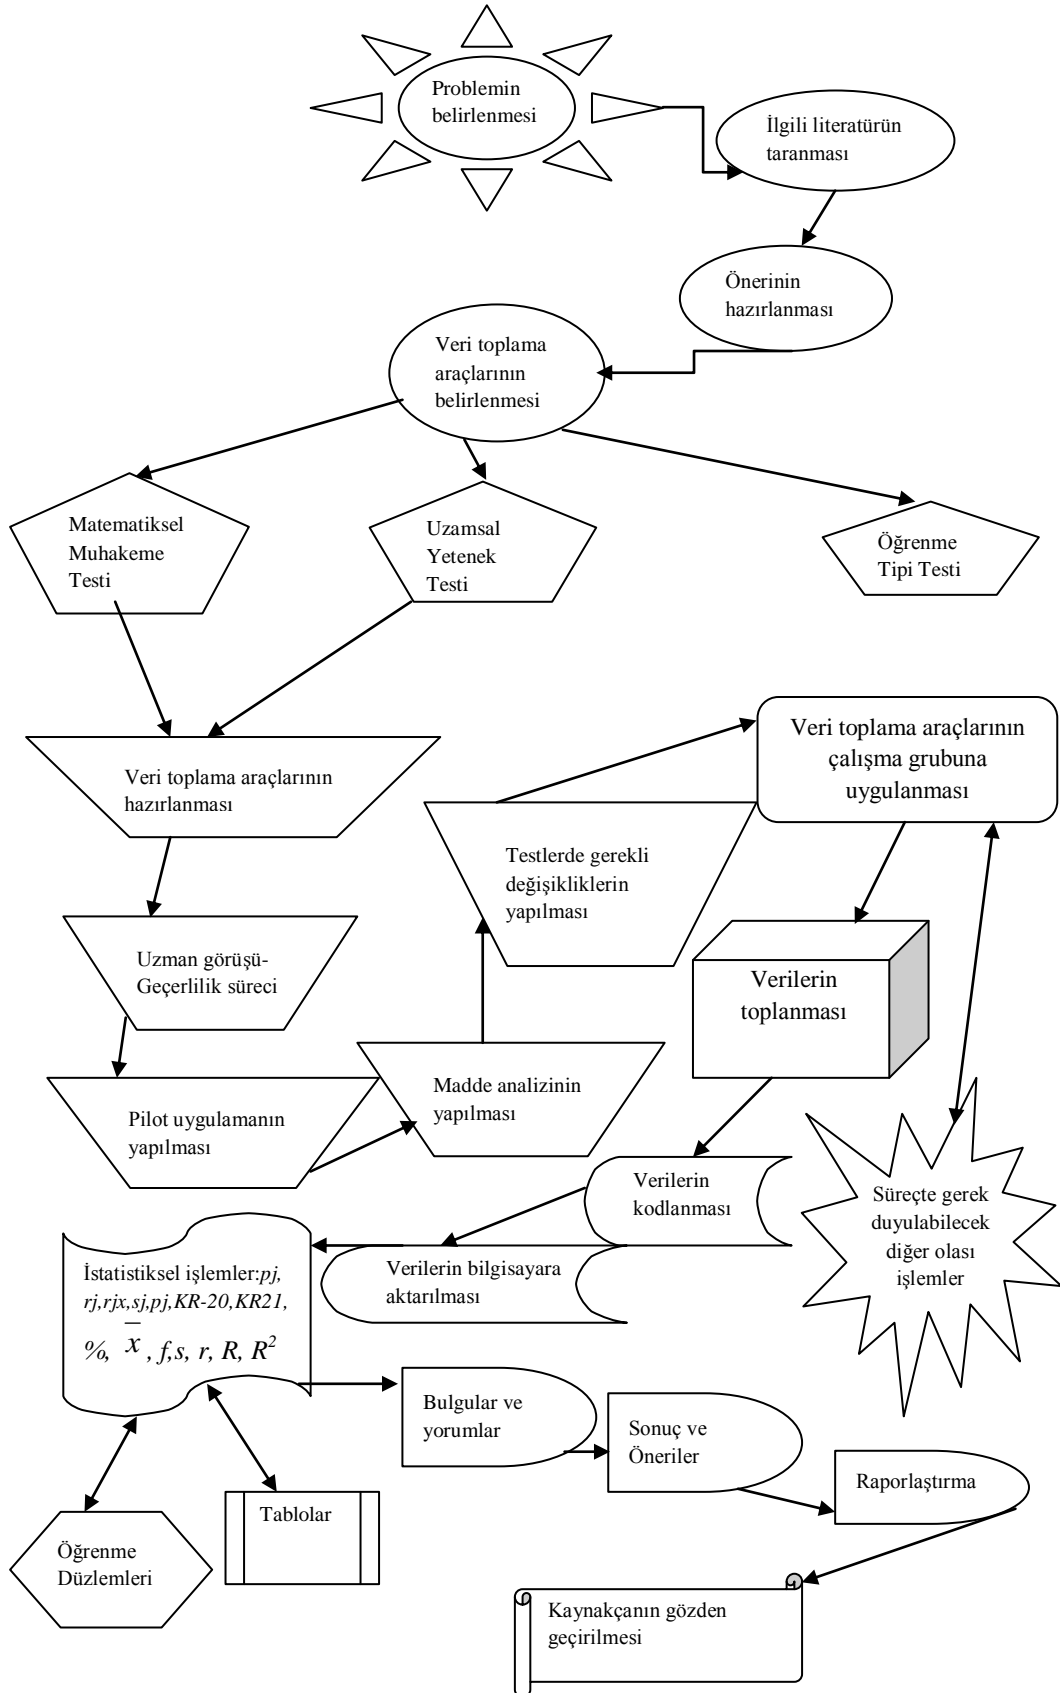 Problemin
belirlenmesi
İlgili literatürün
taranması
Önerinin
hazırlanması
Veri toplama
araçlarının
belirlenmesi
Matematiksel
Muhakeme
Testi
Uzamsal
Yetenek
Testi
Öğrenme
Tipi Testi
Veri toplama araçlarının
hazırlanması
Uzman görüşü-
Geçerlilik süreci
Pilot uygulamanın
yapılması
Madde analizinin
yapılması
Testlerde gerekli
değişikliklerin
yapılması
Veri toplama araçlarının
çalışma grubuna
uygulanması
Verilerin
toplanması
Süreçte gerek
duyulabilecek
diğer olası
işlemler
Verilerin
kodlanması
Verilerin bilgisayara
aktarılması
İstatistiksel işlemler:pj,
rj,rjx,sj,pj,KR-20,KR21,
%, x̄ , f,s, r, R, R²
Öğrenme
Düzlemleri
Tablolar
Bulgular ve
yorumlar
Sonuç ve
Öneriler
Raporlaştırma
Kaynakçanın gözden
geçirilmesi